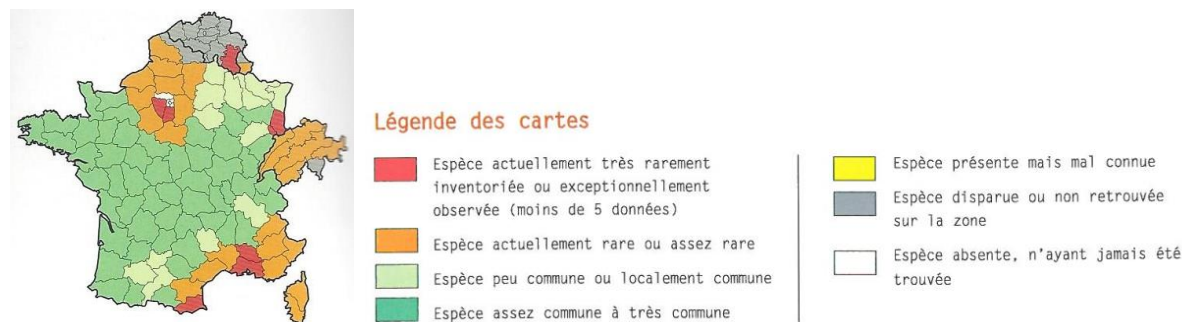 Légende des cartes
Espèce actuellement très rarement
inventoriée ou exceptionnellement
observée (moins de 5 données)
Espèce actuellement rare ou assez rare
Espèce peu commune ou localement commune
Espèce assez commune à très commune
Espèce présente mais mal connue
Espèce disparue ou non retrouvée
sur la zone
Espèce absente, n'ayant jamais été
trouvée